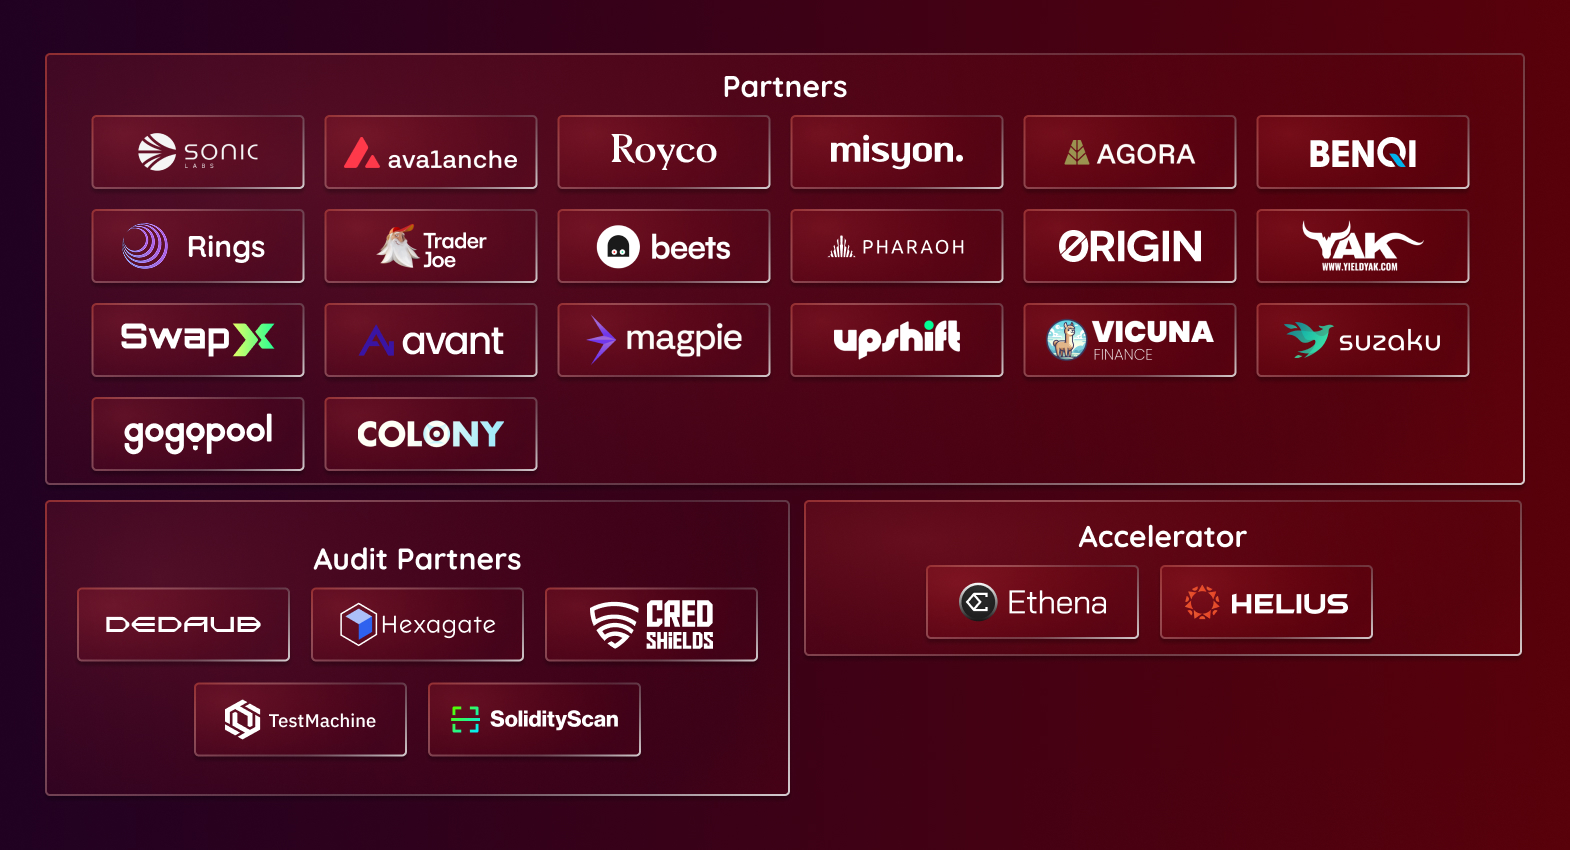 Partners
SONIC
LABS
ava1anche
Royco
misyon.
AGORA
BENQI
Rings
Trader
Joe
beets
PHARAOH
ØRIGIN
YAK
WWW.YIELDYAK.COM
SwapX
avant
magpie
upshift
VICUNA
FINANCE
suzaku
gogopool
COLONY
Audit Partners
DEDAUB
Hexagate
CRED
SHiELDS
TestMachine
SolidityScan
Accelerator
Ethena
HELIUS